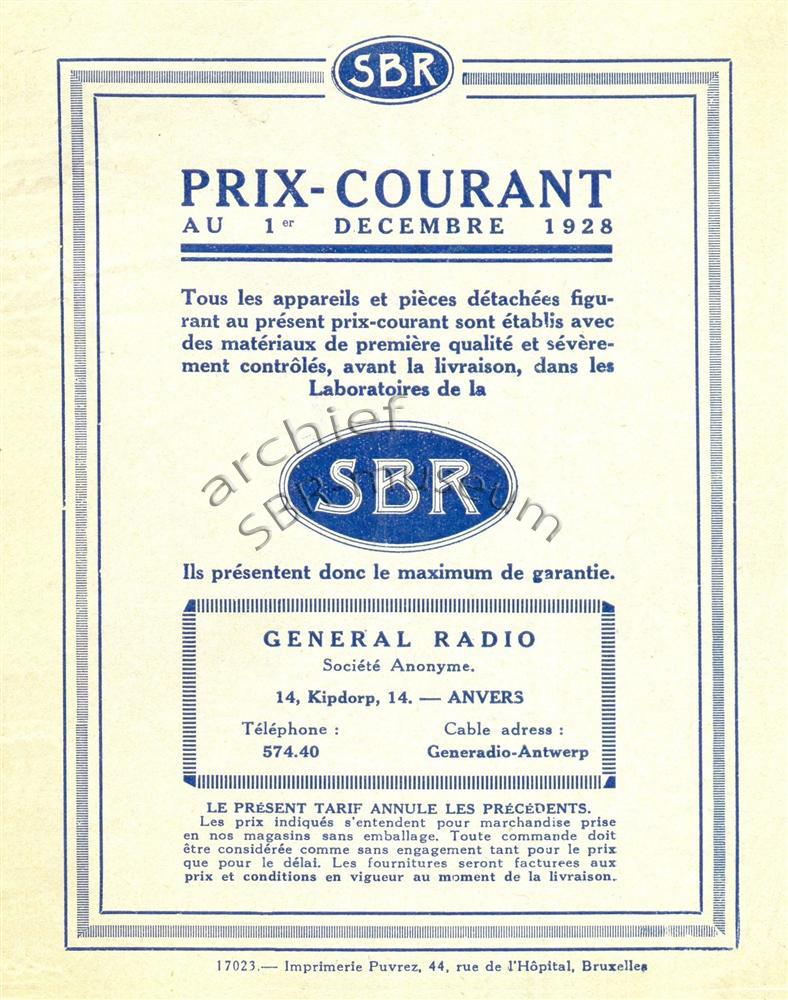 SBR
PRIX-COURANT
AU 1er DECEMBRE 1928
Tous les appareils et pièces détachées figu-
rant au présent prix-courant sont établis avec
des matériaux de première qualité et sévère-
ment contrôlés, avant la livraison, dans les
Laboratoires de la
archief
SBR
SBR-museum
Ils présentent donc le maximum de garantie.
GENERAL RADIO
Société Anonyme.
14, Kipdorp, 14. — ANVERS
Téléphone : Cable adress :
574.40 Generadio-Antwerp
LE PRÉSENT TARIF ANNULE LES PRÉCÉDENTS.
Les prix indiqués s'entendent pour marchandise prise
en nos magasins sans emballage. Toute commande doit
être considérée comme sans engagement tant pour le prix
que pour le délai. Les fournitures seront facturées aux
prix et conditions en vigueur au moment de la livraison.
17023.— Imprimerie Puvrez, 44, rue de l'Hôpital, Bruxelles